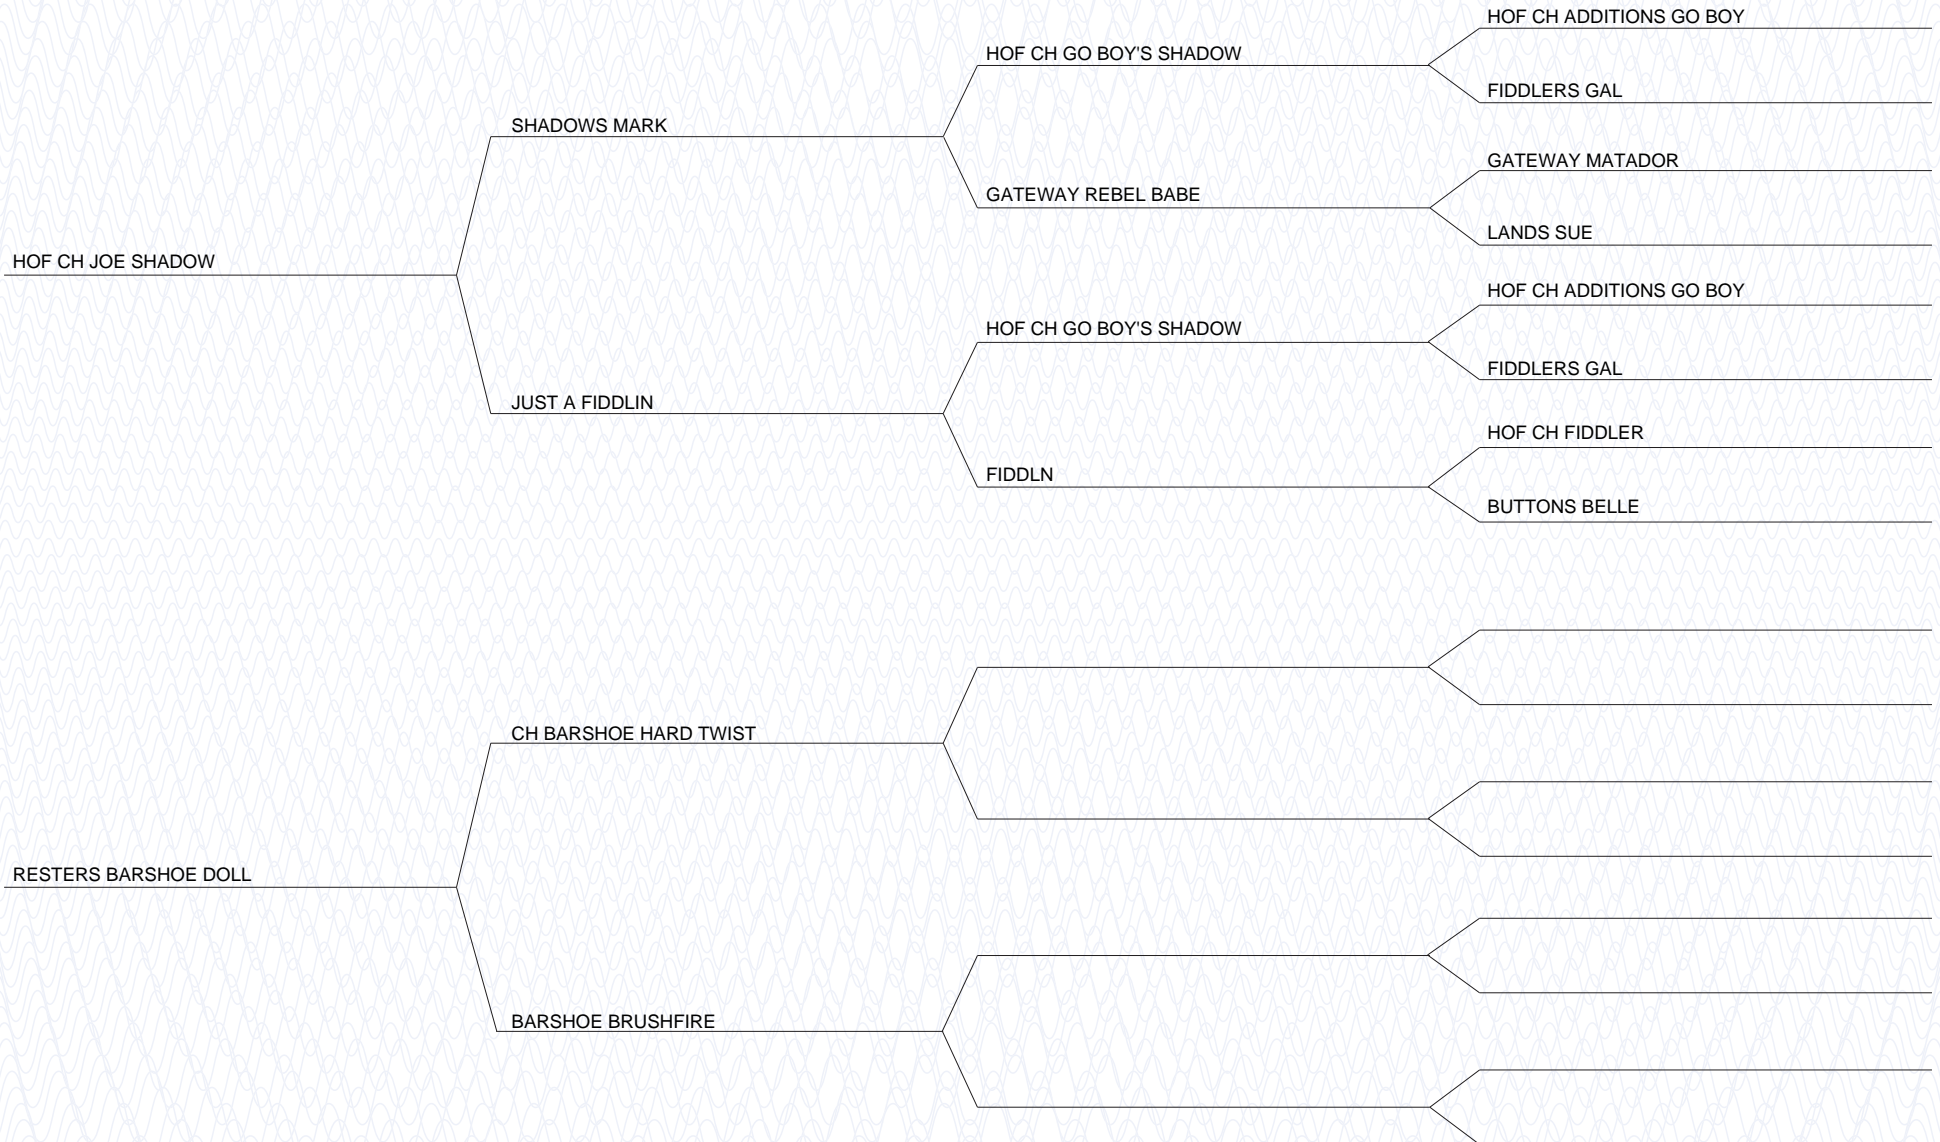 HOF CH ADDITIONS GO BOY
HOF CH GO BOY'S SHADOW
FIDDLERS GAL
SHADOWS MARK
GATEWAY MATADOR
GATEWAY REBEL BABE
LANDS SUE
HOF CH JOE SHADOW
HOF CH ADDITIONS GO BOY
HOF CH GO BOY'S SHADOW
FIDDLERS GAL
JUST A FIDDLIN
HOF CH FIDDLER
FIDDLN
BUTTONS BELLE
CH BARSHOE HARD TWIST
RESTERS BARSHOE DOLL
BARSHOE BRUSHFIRE